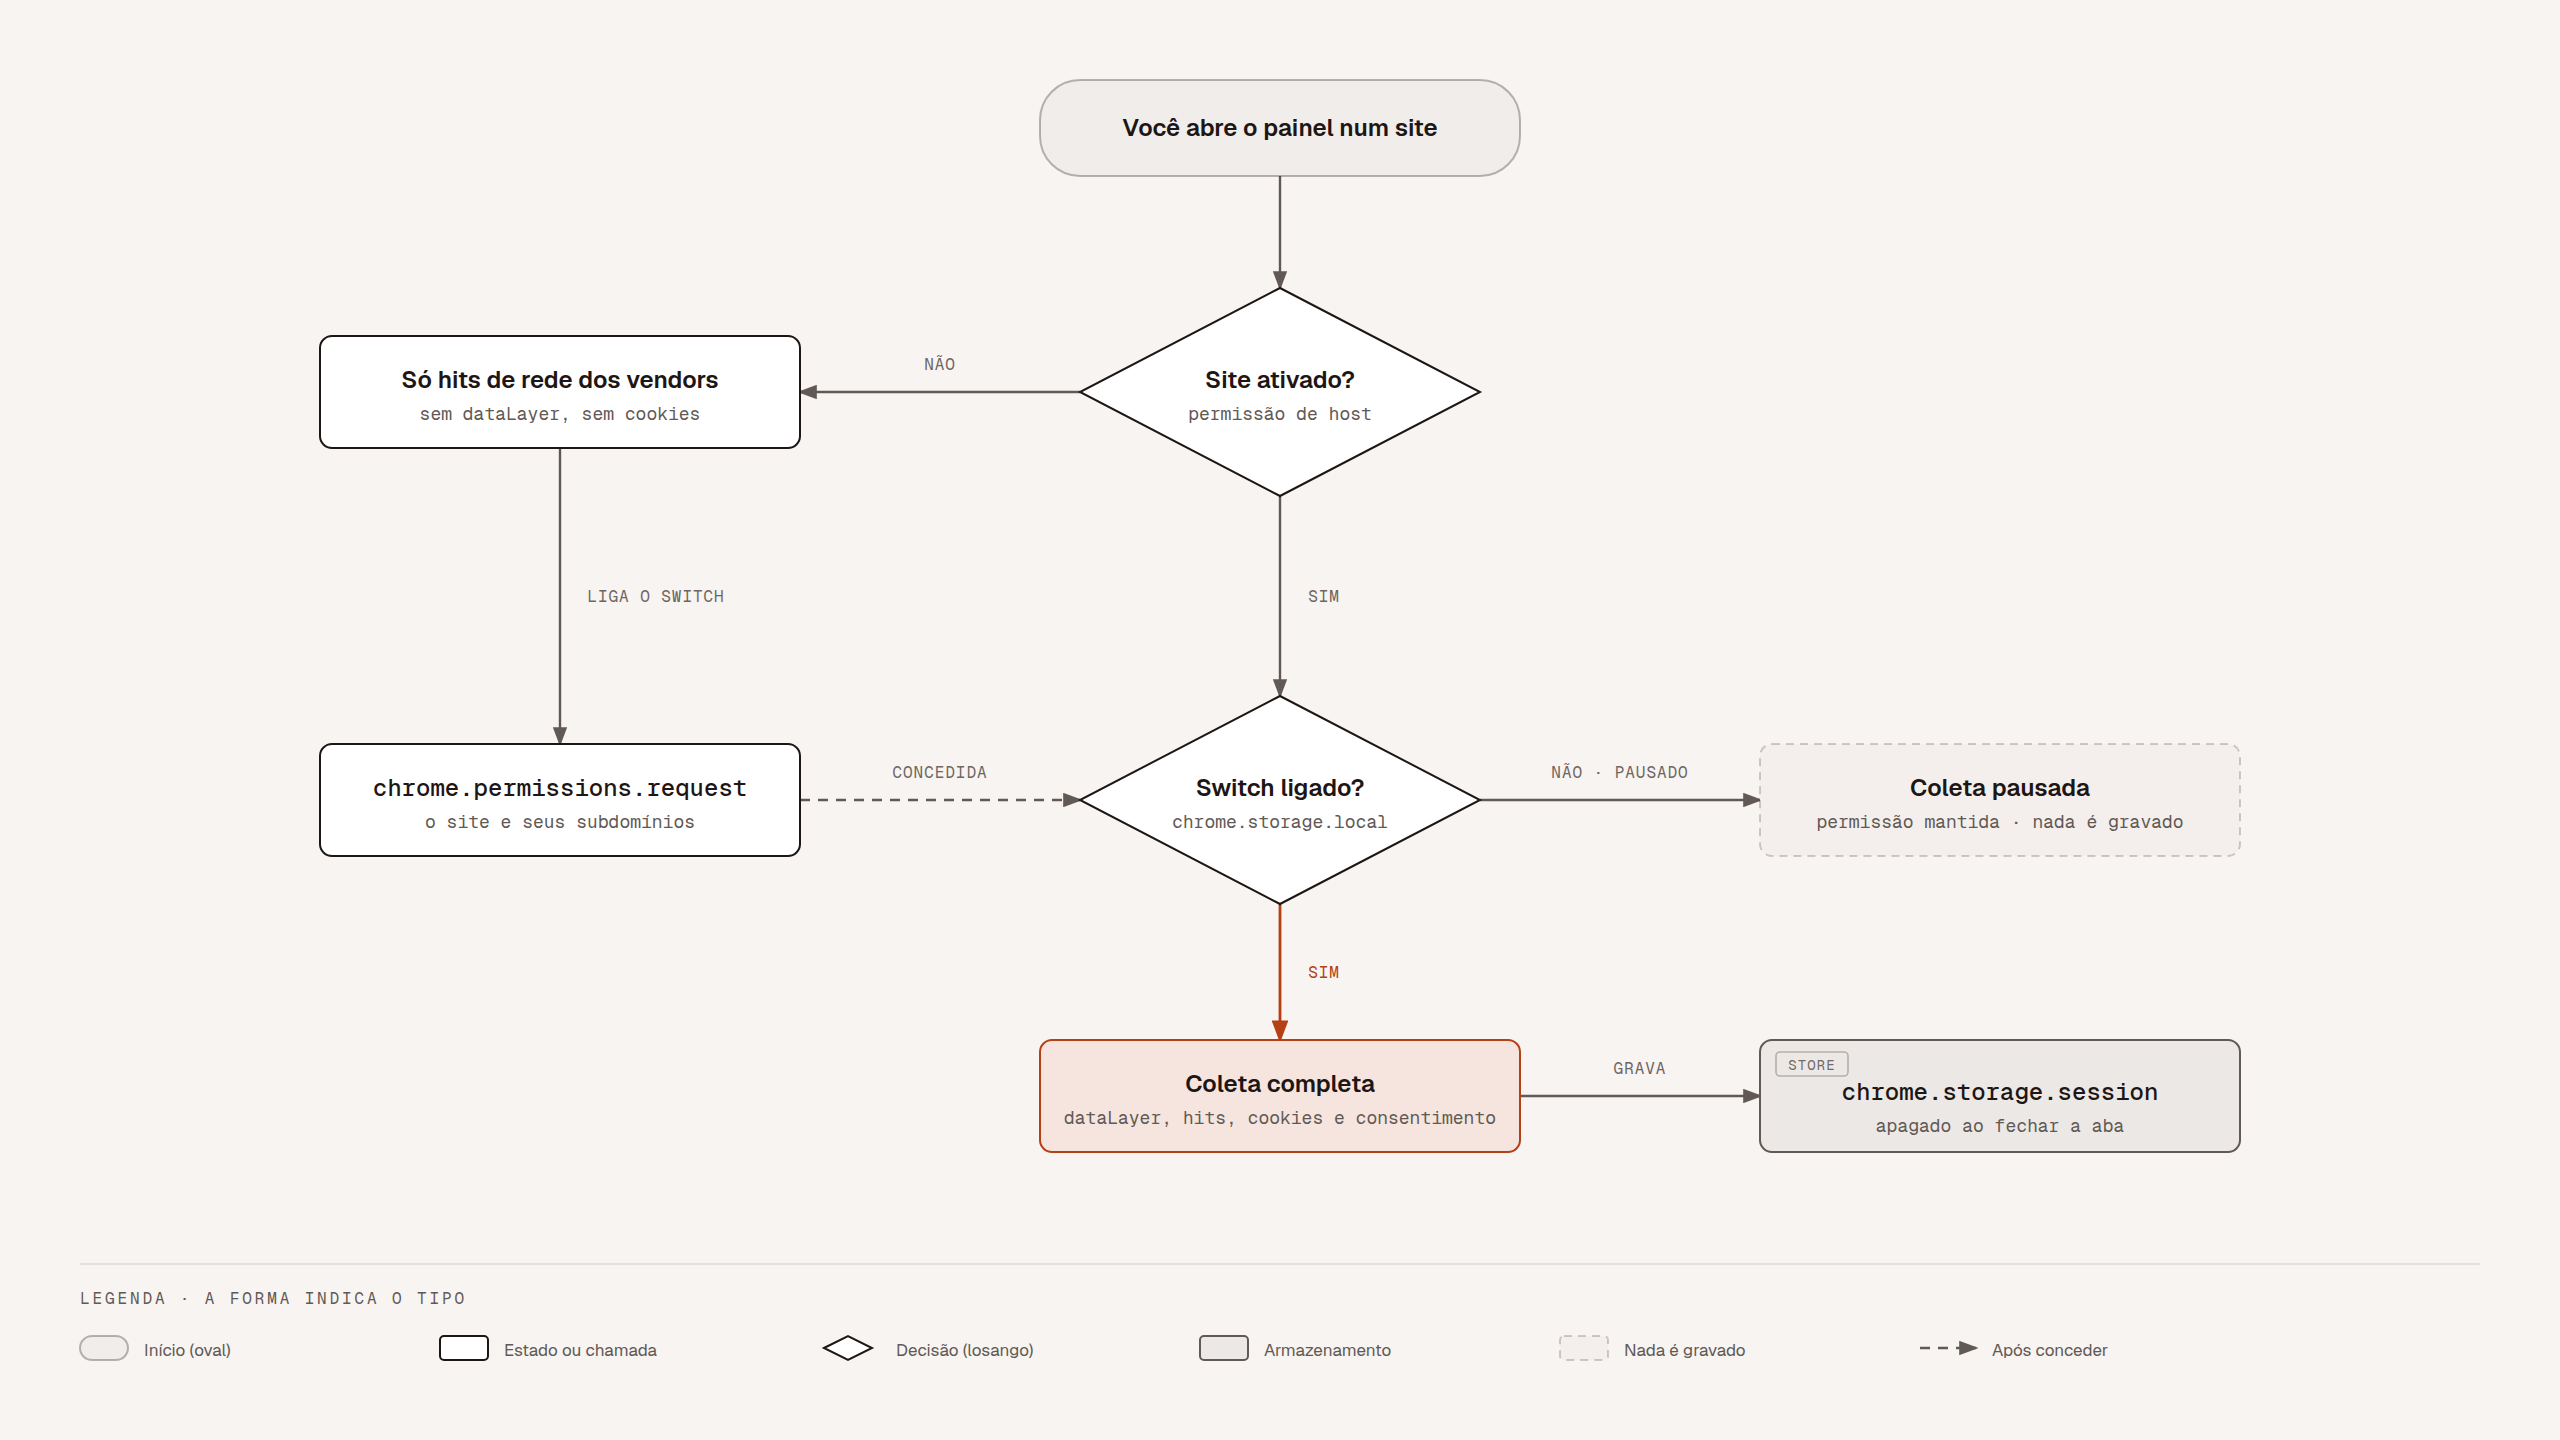 Você abre o painel num site
Site ativado?
permissão de host
NÃO
Só hits de rede dos vendors
sem dataLayer, sem cookies
LIGA O SWITCH
SIM
chrome.permissions.request
o site e seus subdomínios
CONCEDIDA
Switch ligado?
chrome.storage.local
NÃO · PAUSADO
Coleta pausada
permissão mantida · nada é gravado
SIM
Coleta completa
dataLayer, hits, cookies e consentimento
GRAVA
STORE
chrome.storage.session
apagado ao fechar a aba
LEGENDA · A FORMA INDICA O TIPO
Início (oval)
Estado ou chamada
Decisão (losango)
Armazenamento
Nada é gravado
Após conceder